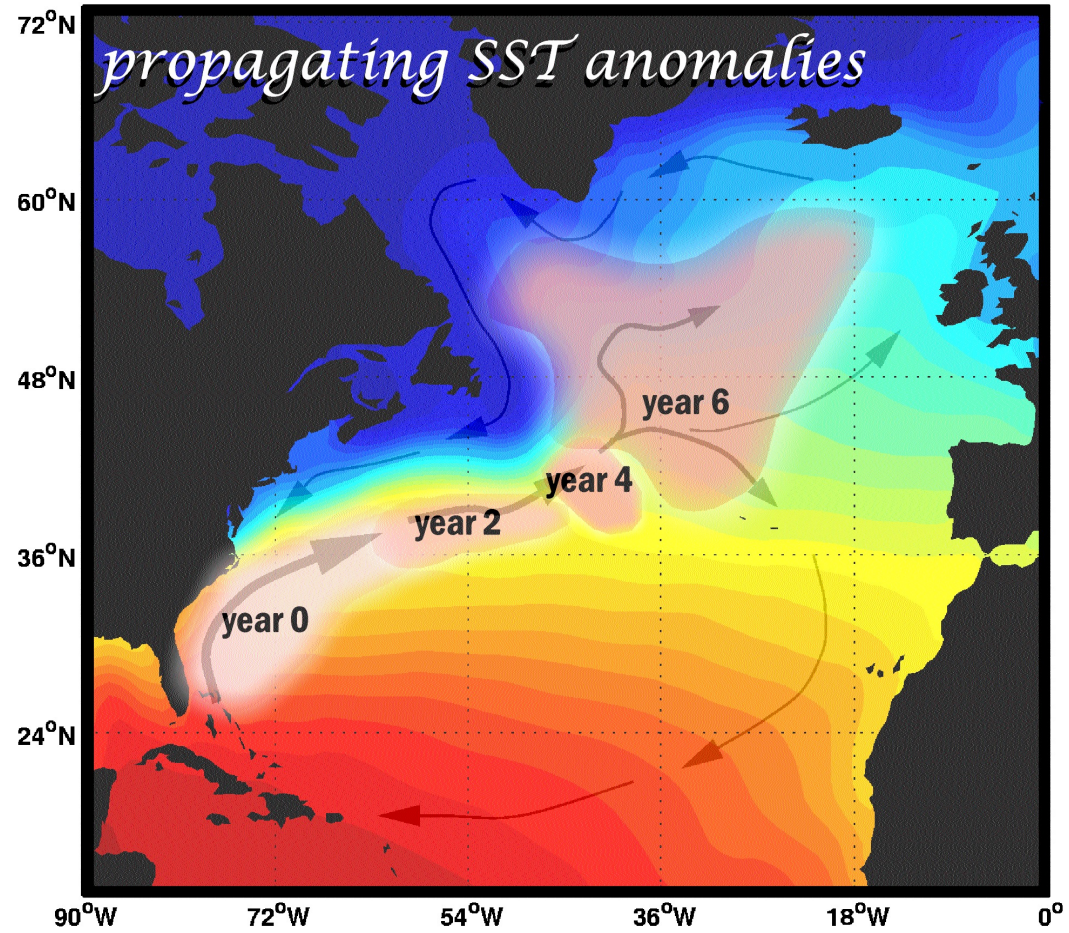 72°N
propagating SST anomalies
60°N
48°N
year 6
year 4
year 2
36°N
year 0
24°N
90°W 72°W 54°W 36°W 18°W 0°